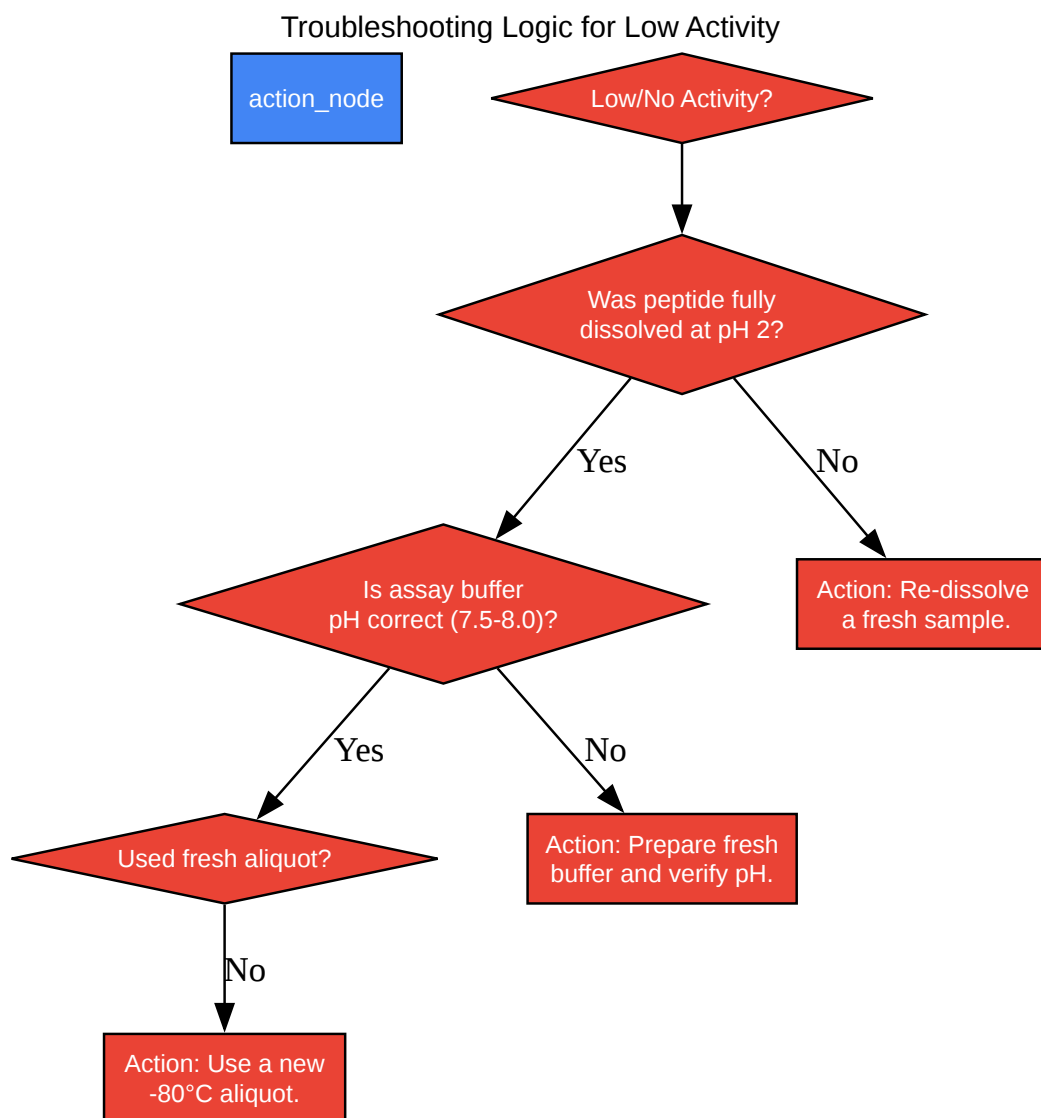 Troubleshooting Logic for Low Activity
action_node
Low/No Activity?
Was peptide fully
dissolved at pH 2?
Yes
No
Is assay buffer
pH correct (7.5-8.0)?
Action: Re-dissolve
a fresh sample.
Yes
No
Used fresh aliquot?
Action: Prepare fresh
buffer and verify pH.
No
Action: Use a new
-80°C aliquot.